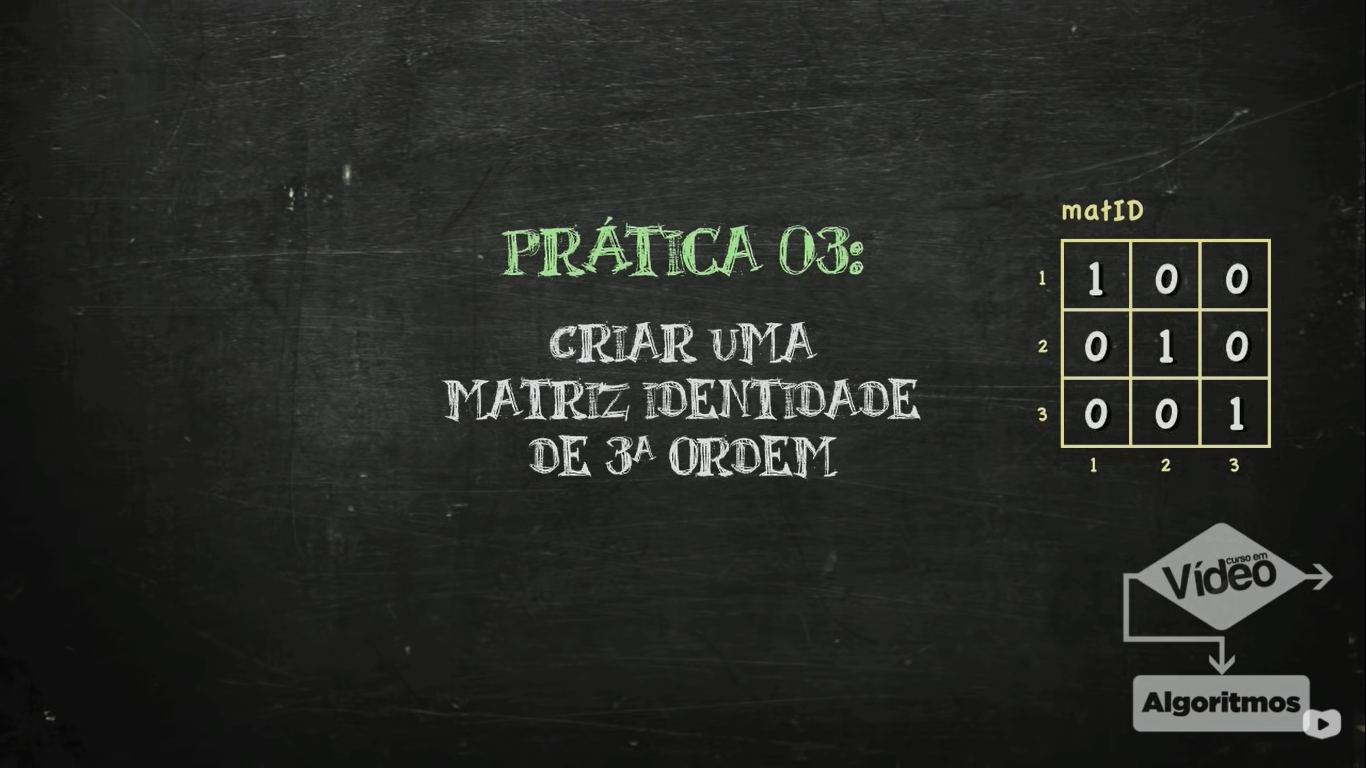 PRÁTICA 03:
CRIAR UMA
MATRIZ IDENTIDADE
DE 3ª ORDEM
matID
1 1 0 0
2 0 1 0
3 0 0 1
1 2 3
curso em
Vídeo
Algoritmos